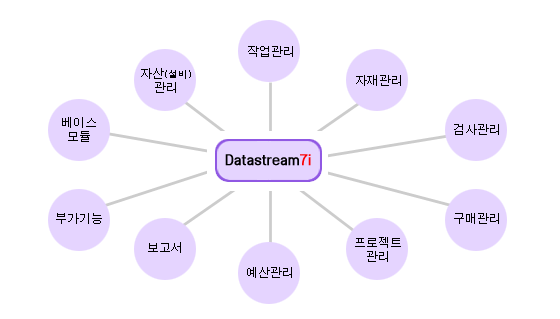 작업관리
자산(설비)
관리
자재관리
베이스
모듈
검사관리
Datastream7i
부가기능
구매관리
보고서
프로젝트
관리
예산관리